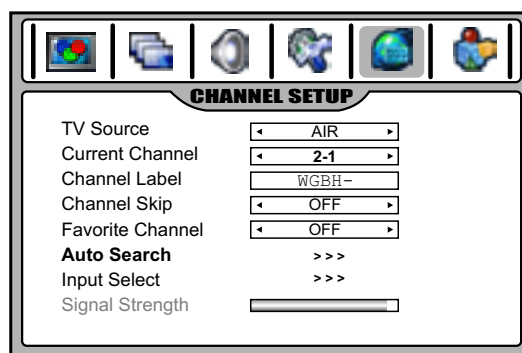 CHANNEL SETUP
TV Source AIR
Current Channel 2-1
Channel Label WGBH-
Channel Skip OFF
Favorite Channel OFF
Auto Search >>>
Input Select >>>
Signal Strength